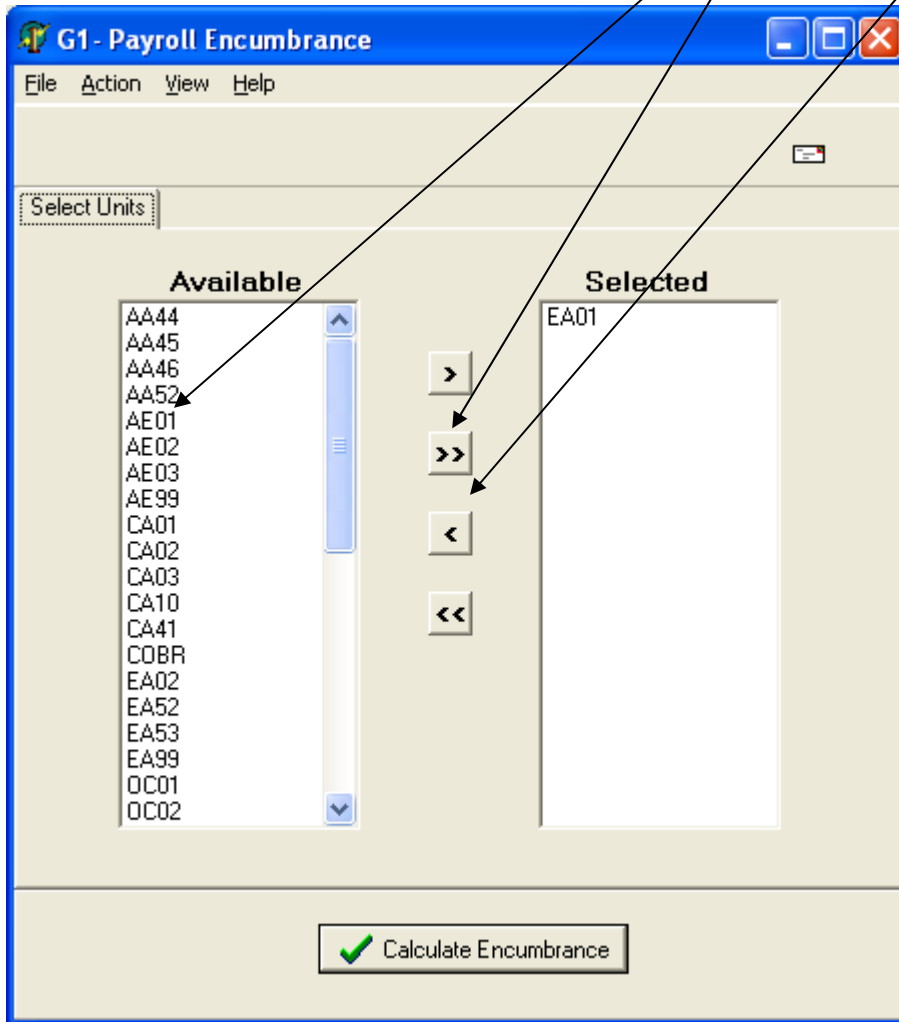 G1- Payroll Encumbrance
File Action View Help
Select Units
Available
AA44
AA45
AA46
AA52
AE01
AE02
AE03
AE99
CA01
CA02
CA03
CA10
CA41
COBR
EA02
EA52
EA53
EA99
OC01
OC02
>
>>
<
<<
Selected
EA01
Calculate Encumbrance